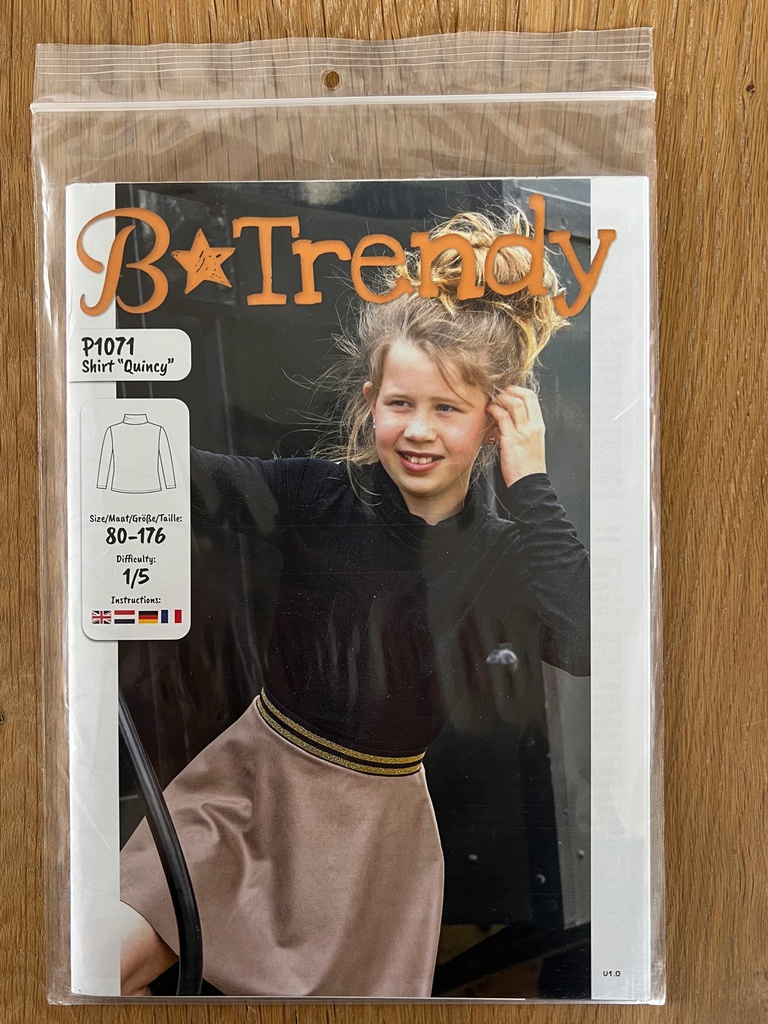 B★Trendy
P1071
Shirt "Quincy"
Size/Maat/Größe/Taille:
80-176
Difficulty:
1/5
Instructions:
U1.0